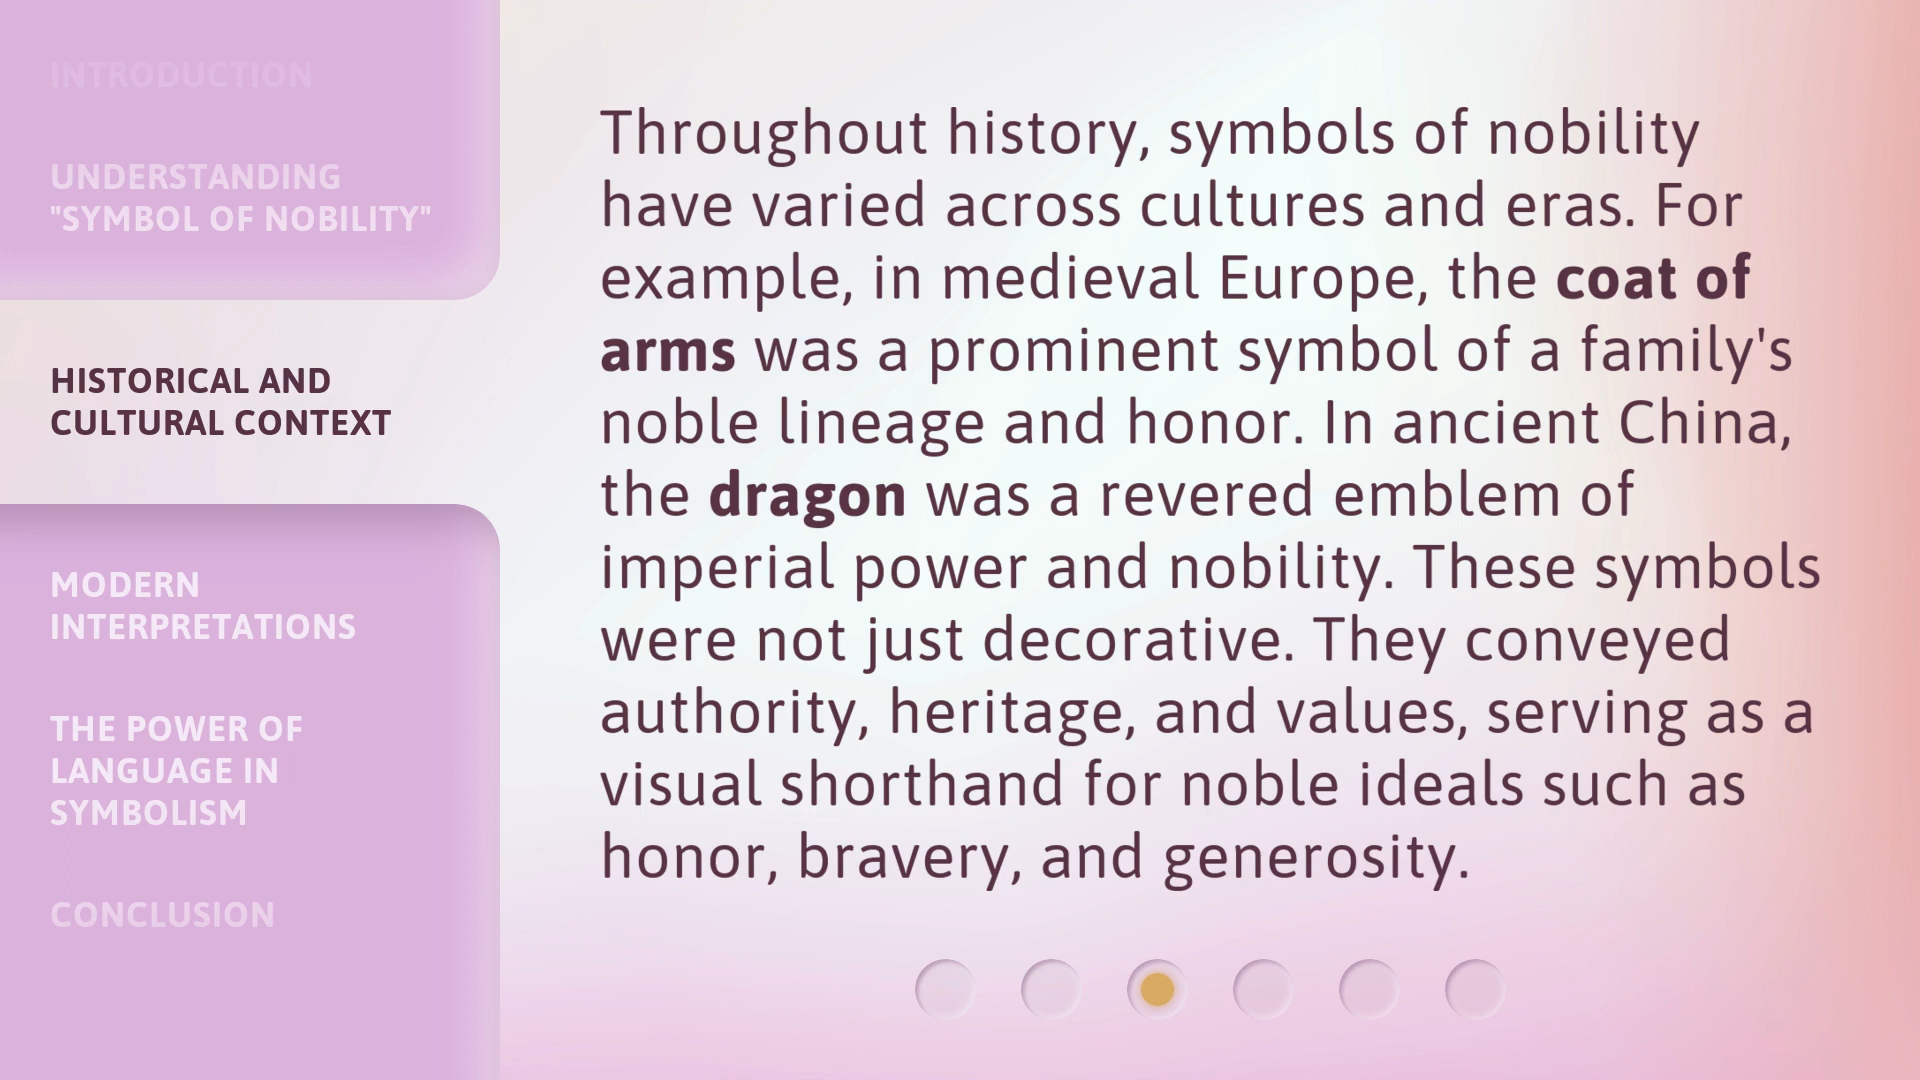 INTRODUCTION
UNDERSTANDING
"SYMBOL OF NOBILITY"
HISTORICAL AND
CULTURAL CONTEXT
MODERN
INTERPRETATIONS
THE POWER OF
LANGUAGE IN
SYMBOLISM
CONCLUSION
Throughout history, symbols of nobility
have varied across cultures and eras. For
example, in medieval Europe, the coat of
arms was a prominent symbol of a family's
noble lineage and honor. In ancient China,
the dragon was a revered emblem of
imperial power and nobility. These symbols
were not just decorative. They conveyed
authority, heritage, and values, serving as a
visual shorthand for noble ideals such as
honor, bravery, and generosity.